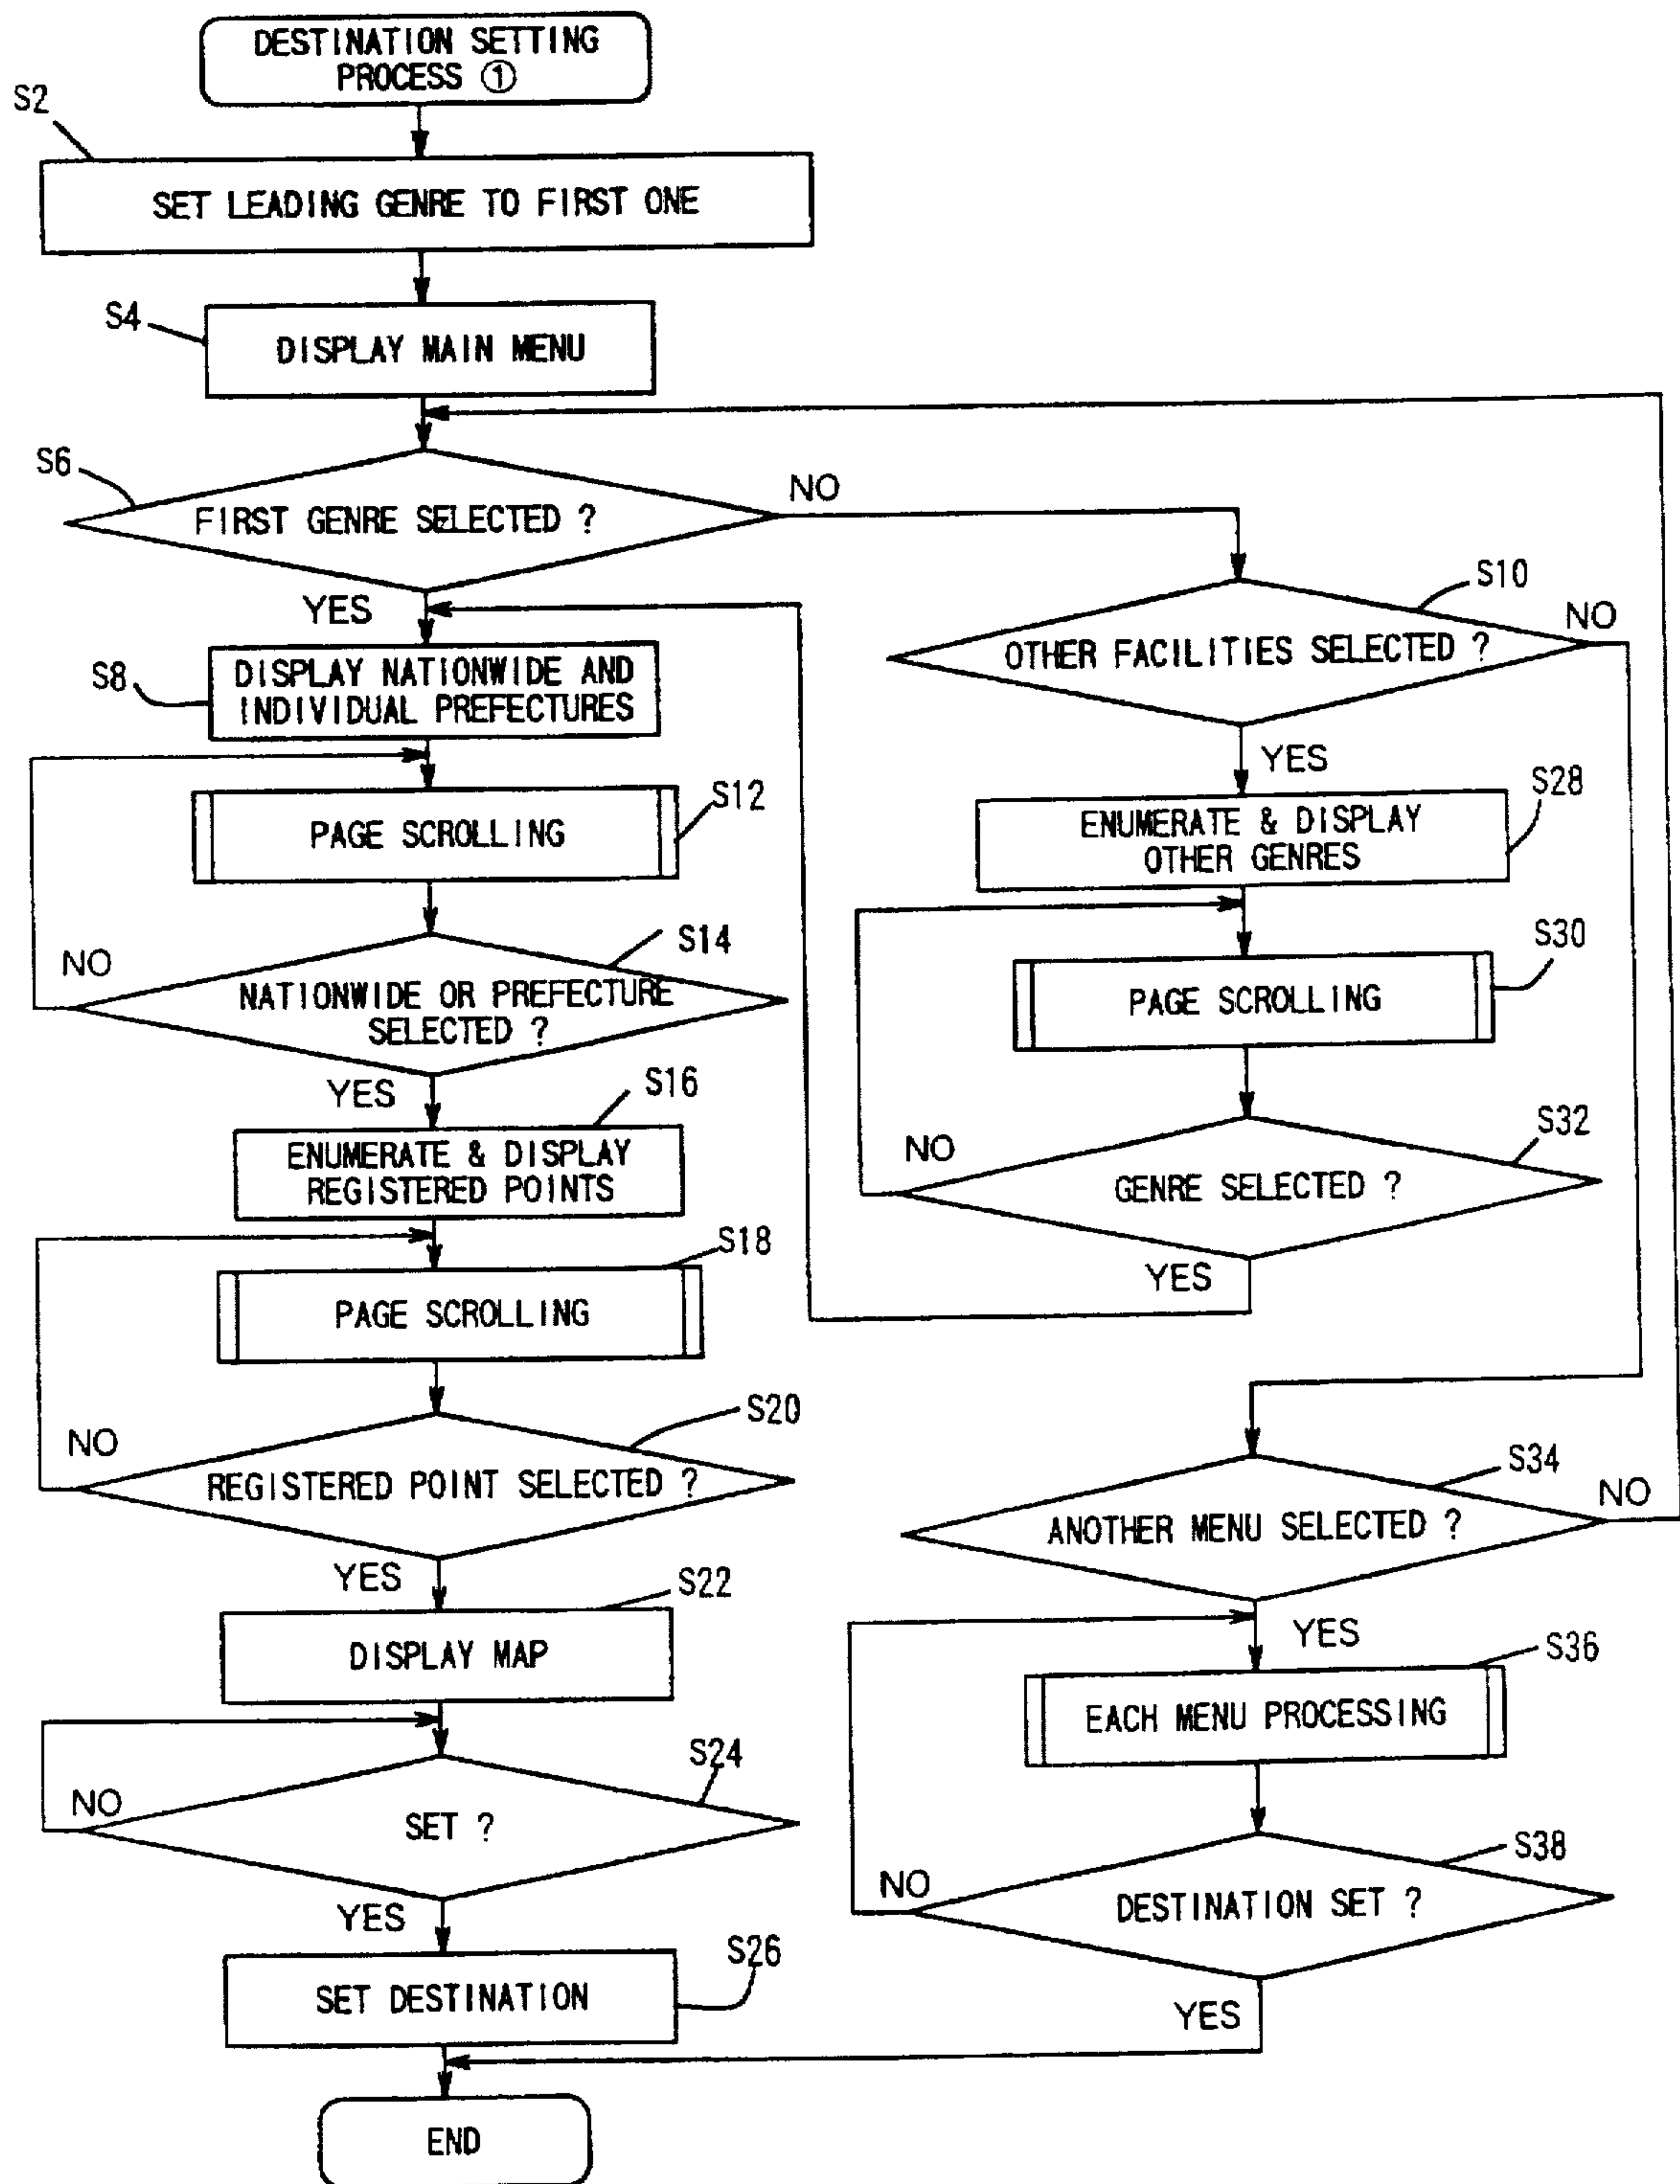 DESTINATION SETTING
PROCESS ①
S2
SET LEADING GENRE TO FIRST ONE
S4
DISPLAY MAIN MENU
S6
FIRST GENRE SELECTED ?
NO
YES
S10
OTHER FACILITIES SELECTED ?
NO
YES
S8
DISPLAY NATIONWIDE AND
INDIVIDUAL PREFECTURES
S12
PAGE SCROLLING
S14
NATIONWIDE OR PREFECTURE
SELECTED ?
NO
YES
S16
ENUMERATE & DISPLAY
REGISTERED POINTS
S18
PAGE SCROLLING
S20
REGISTERED POINT SELECTED ?
NO
YES
S22
DISPLAY MAP
S24
SET ?
NO
YES
S26
SET DESTINATION
END
S28
ENUMERATE & DISPLAY
OTHER GENRES
S30
PAGE SCROLLING
S32
GENRE SELECTED ?
NO
YES
S34
ANOTHER MENU SELECTED ?
NO
YES
S36
EACH MENU PROCESSING
S38
DESTINATION SET ?
NO
YES